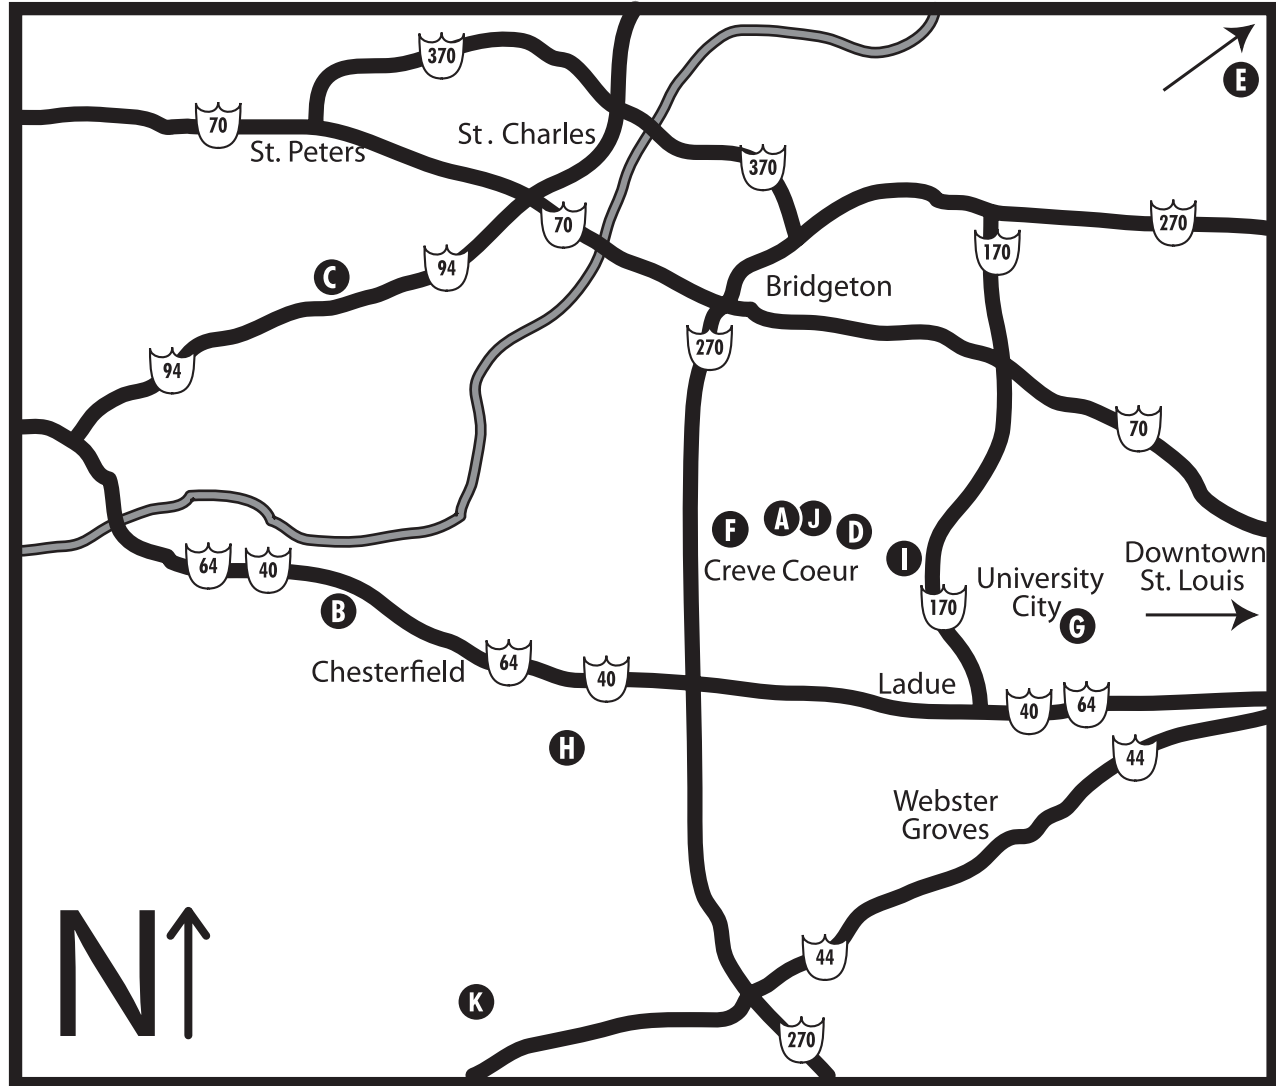 370
E
70
St. Peters
St. Charles
370
70
270
170
94
C
Bridgeton
270
94
70
F
A
J
D
I
Creve Coeur
Downtown
St. Louis
University
City
G
64
40
B
170
Chesterfield
64
40
Ladue
40
64
H
44
Webster
Groves
N
44
K
270